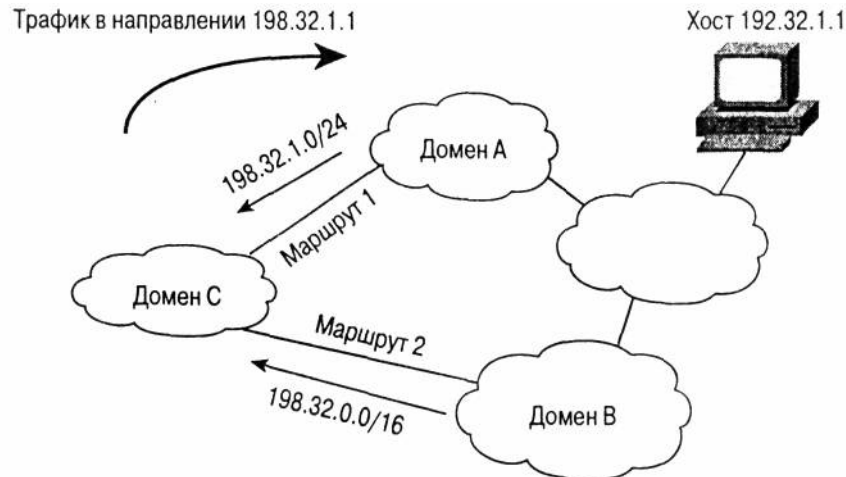 Трафик в направлении 198.32.1.1
Хост 192.32.1.1
198.32.1.0/24
Домен А
Маршрут 1
Домен С
Маршрут 2
198.32.0.0/16
Домен В